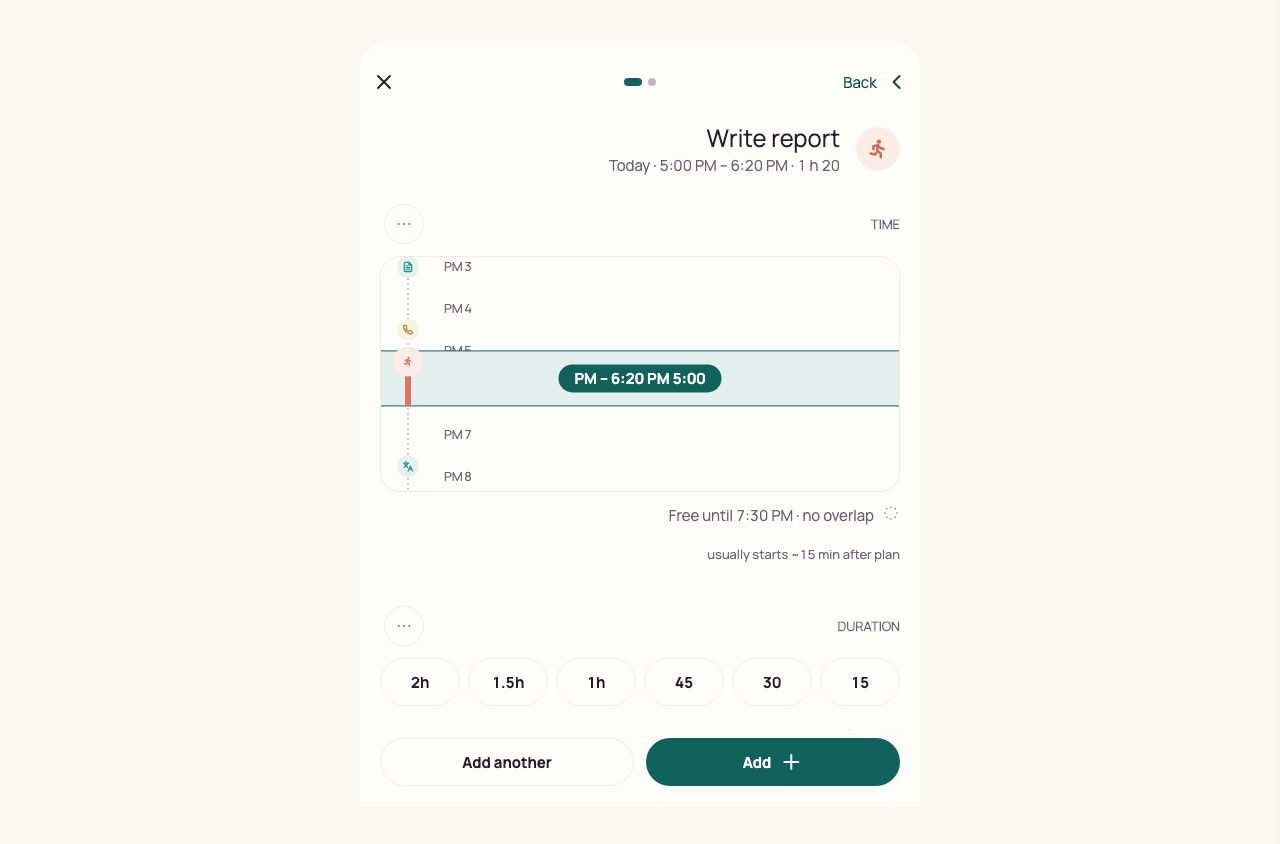 Back
Write report
Today · 5:00 PM – 6:20 PM · 1 h 20
TIME
PM 3
PM 4
PM 5
PM – 6:20 PM 5:00
PM 7
PM 8
Free until 7:30 PM · no overlap
usually starts ~15 min after plan
DURATION
2h 1.5h 1h 45 30 15
Add another
Add